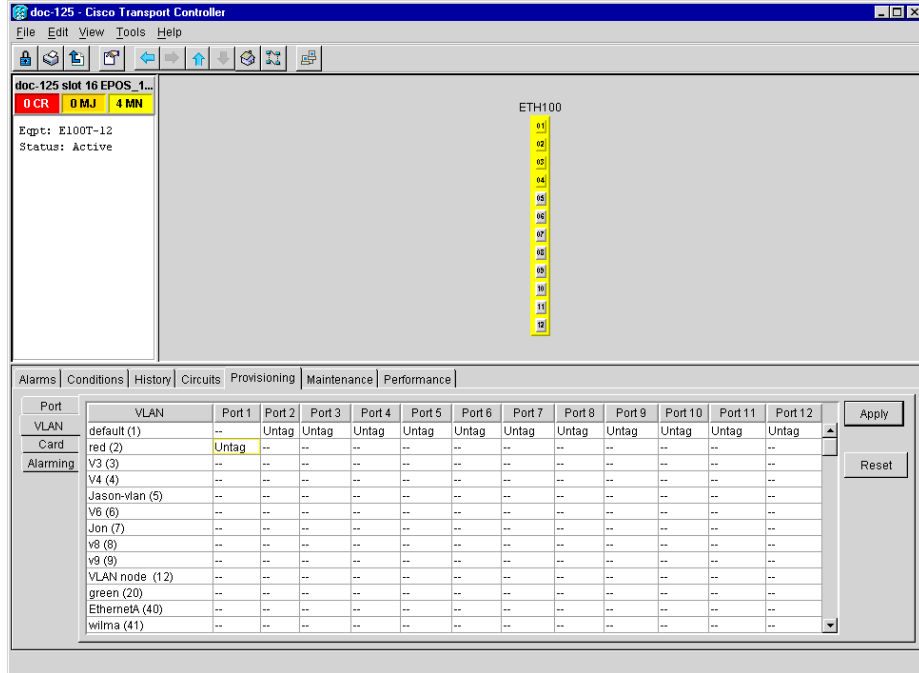 doc-125 - Cisco Transport Controller
File Edit View Tools Help
doc-125 slot 16 EPOS_1...
0 CR 0 MJ 4 MN
Eqpt: E100T-12
Status: Active
ETH100
01
02
03
04
05
06
07
08
09
10
11
12
Alarms Conditions History Circuits Provisioning Maintenance Performance
Port
VLAN
Card
Alarming
VLAN Port 1 Port 2 Port 3 Port 4 Port 5 Port 6 Port 7 Port 8 Port 9 Port 10 Port 11 Port 12
default (1) -- Untag Untag Untag Untag Untag Untag Untag Untag Untag Untag Untag
red (2) Untag -- -- -- -- -- -- -- -- -- -- --
V3 (3) -- -- -- -- -- -- -- -- -- -- -- --
V4 (4) -- -- -- -- -- -- -- -- -- -- -- --
Jason-vlan (5) -- -- -- -- -- -- -- -- -- -- -- --
V6 (6) -- -- -- -- -- -- -- -- -- -- -- --
Jon (7) -- -- -- -- -- -- -- -- -- -- -- --
v8 (8) -- -- -- -- -- -- -- -- -- -- -- --
v9 (9) -- -- -- -- -- -- -- -- -- -- -- --
VLAN node (12) -- -- -- -- -- -- -- -- -- -- -- --
green (20) -- -- -- -- -- -- -- -- -- -- -- --
EthernetA (40) -- -- -- -- -- -- -- -- -- -- -- --
wilma (41) -- -- -- -- -- -- -- -- -- -- -- --
Apply
Reset